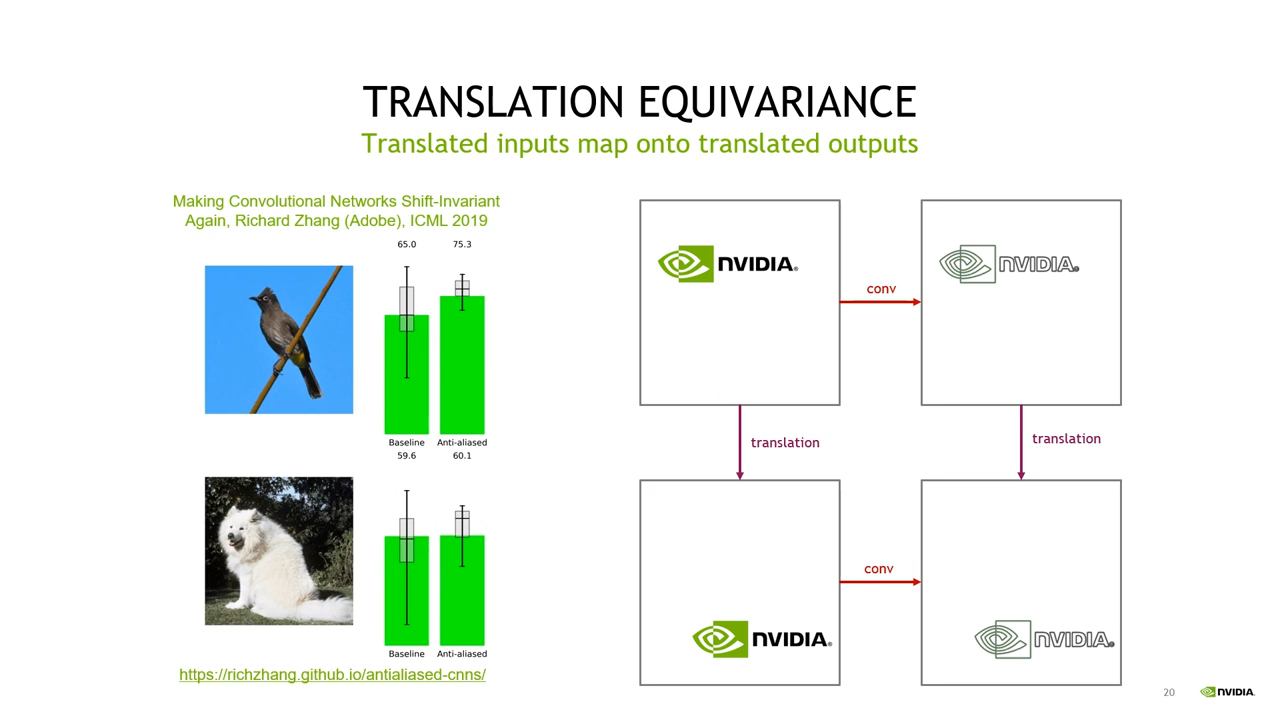 TRANSLATION EQUIVARIANCE
Translated inputs map onto translated outputs
Making Convolutional Networks Shift-Invariant
Again, Richard Zhang (Adobe), ICML 2019
65.0 75.3
Baseline Anti-aliased
59.6 60.1
Baseline Anti-aliased
https://richzhang.github.io/antialiased-cnns/
NVIDIA.
conv
NVIDIA.
translation
translation
NVIDIA.
conv
NVIDIA.
20
NVIDIA.